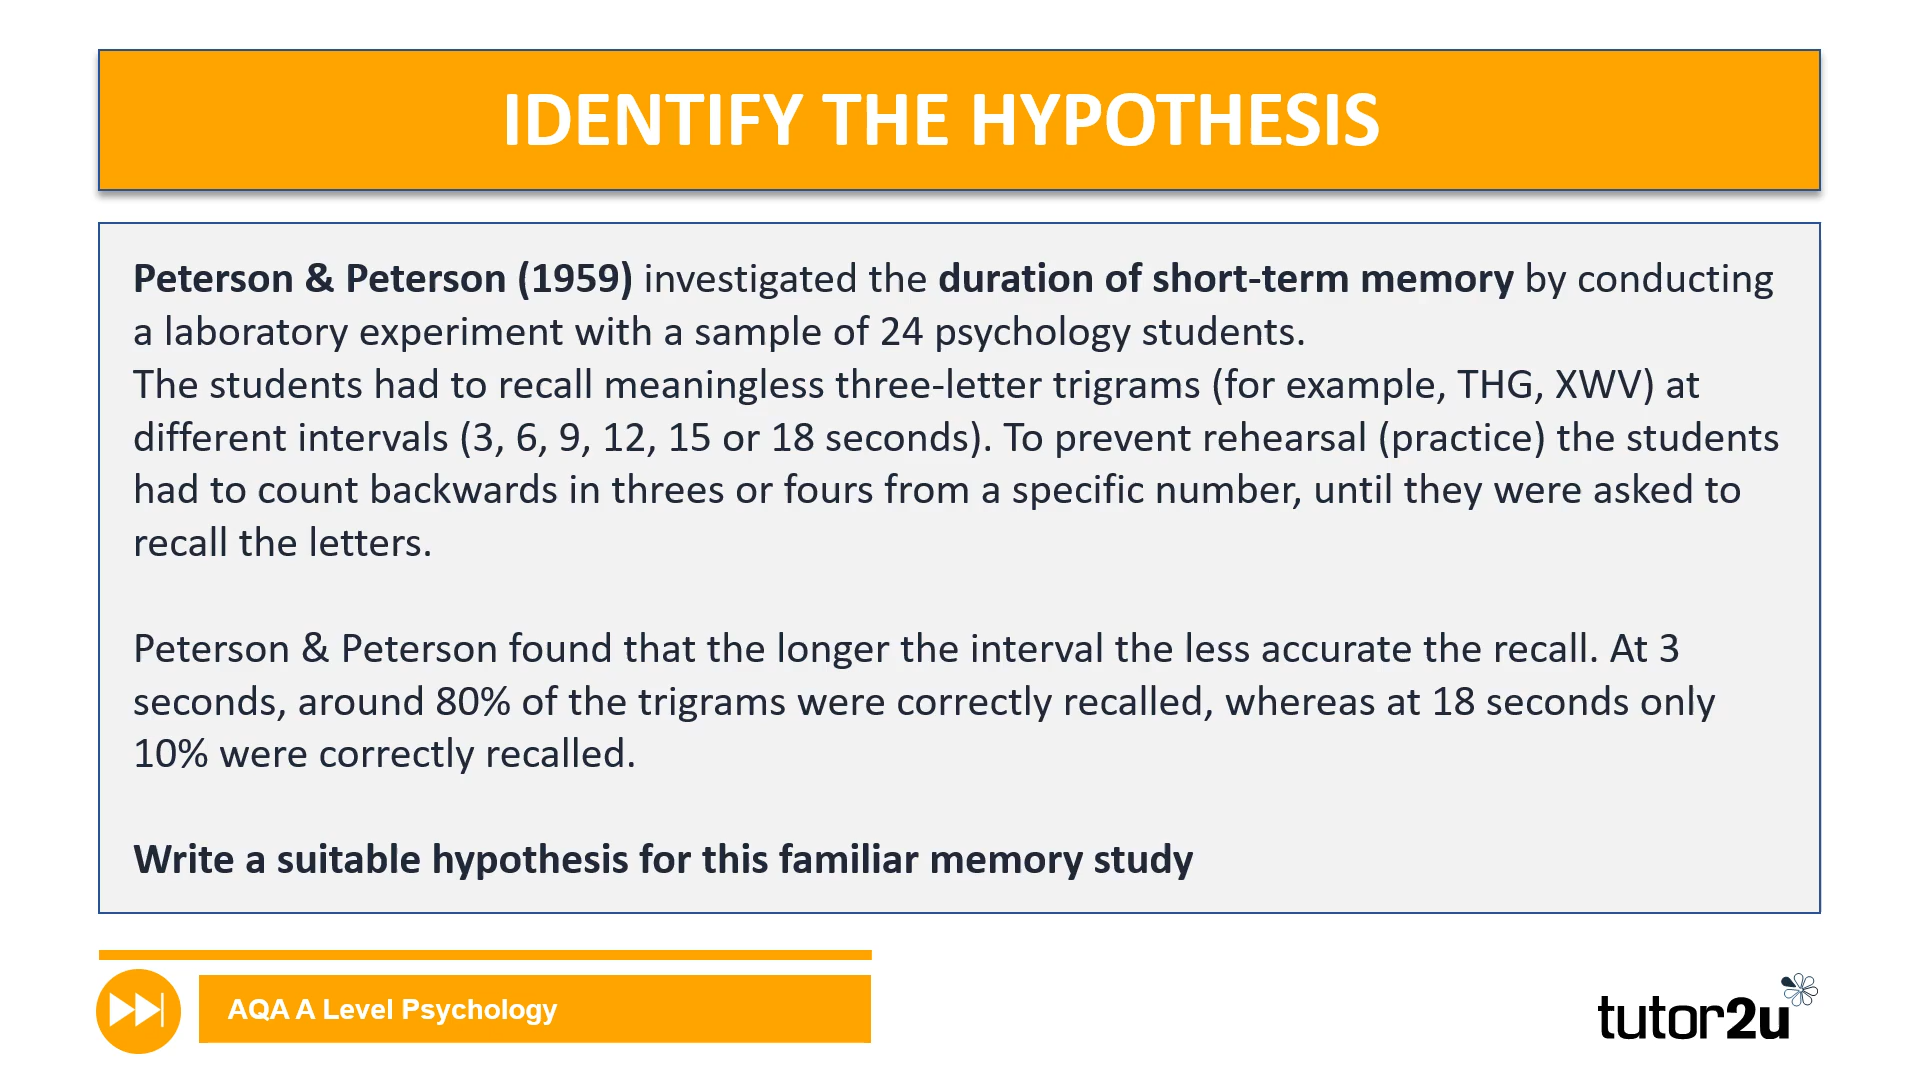 IDENTIFY THE HYPOTHESIS
Peterson & Peterson (1959) investigated the duration of short-term memory by conducting
a laboratory experiment with a sample of 24 psychology students.
The students had to recall meaningless three-letter trigrams (for example, THG, XWV) at
different intervals (3, 6, 9, 12, 15 or 18 seconds). To prevent rehearsal (practice) the students
had to count backwards in threes or fours from a specific number, until they were asked to
recall the letters.
Peterson & Peterson found that the longer the interval the less accurate the recall. At 3
seconds, around 80% of the trigrams were correctly recalled, whereas at 18 seconds only
10% were correctly recalled.
Write a suitable hypothesis for this familiar memory study
AQA A Level Psychology
tutor2u